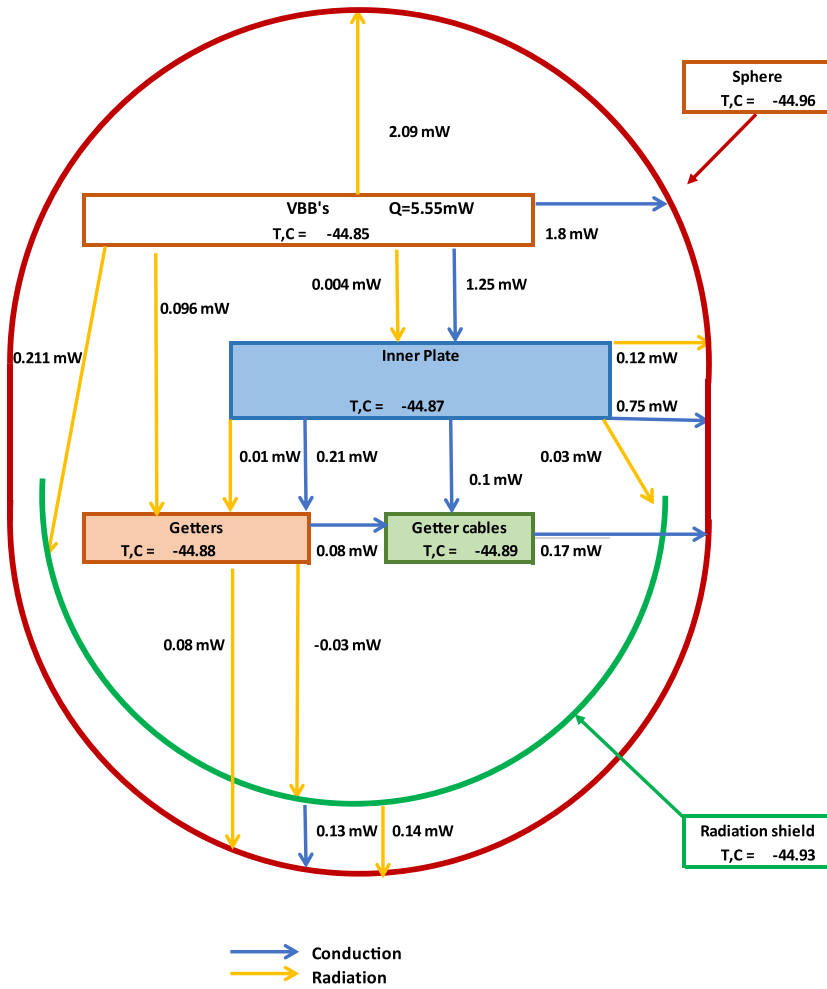 Sphere
T,C = -44.96
2.09 mW
VBB's Q=5.55mW
T,C = -44.85
1.8 mW
0.004 mW 1.25 mW
0.096 mW
0.211 mW
Inner Plate
0.12 mW
T,C = -44.87
0.75 mW
0.01 mW 0.21 mW 0.03 mW
0.1 mW
Getters Getter cables
T,C = -44.88 0.08 mW T,C = -44.89 0.17 mW
0.08 mW -0.03 mW
0.13 mW 0.14 mW
Radiation shield
T,C = -44.93
Conduction
Radiation